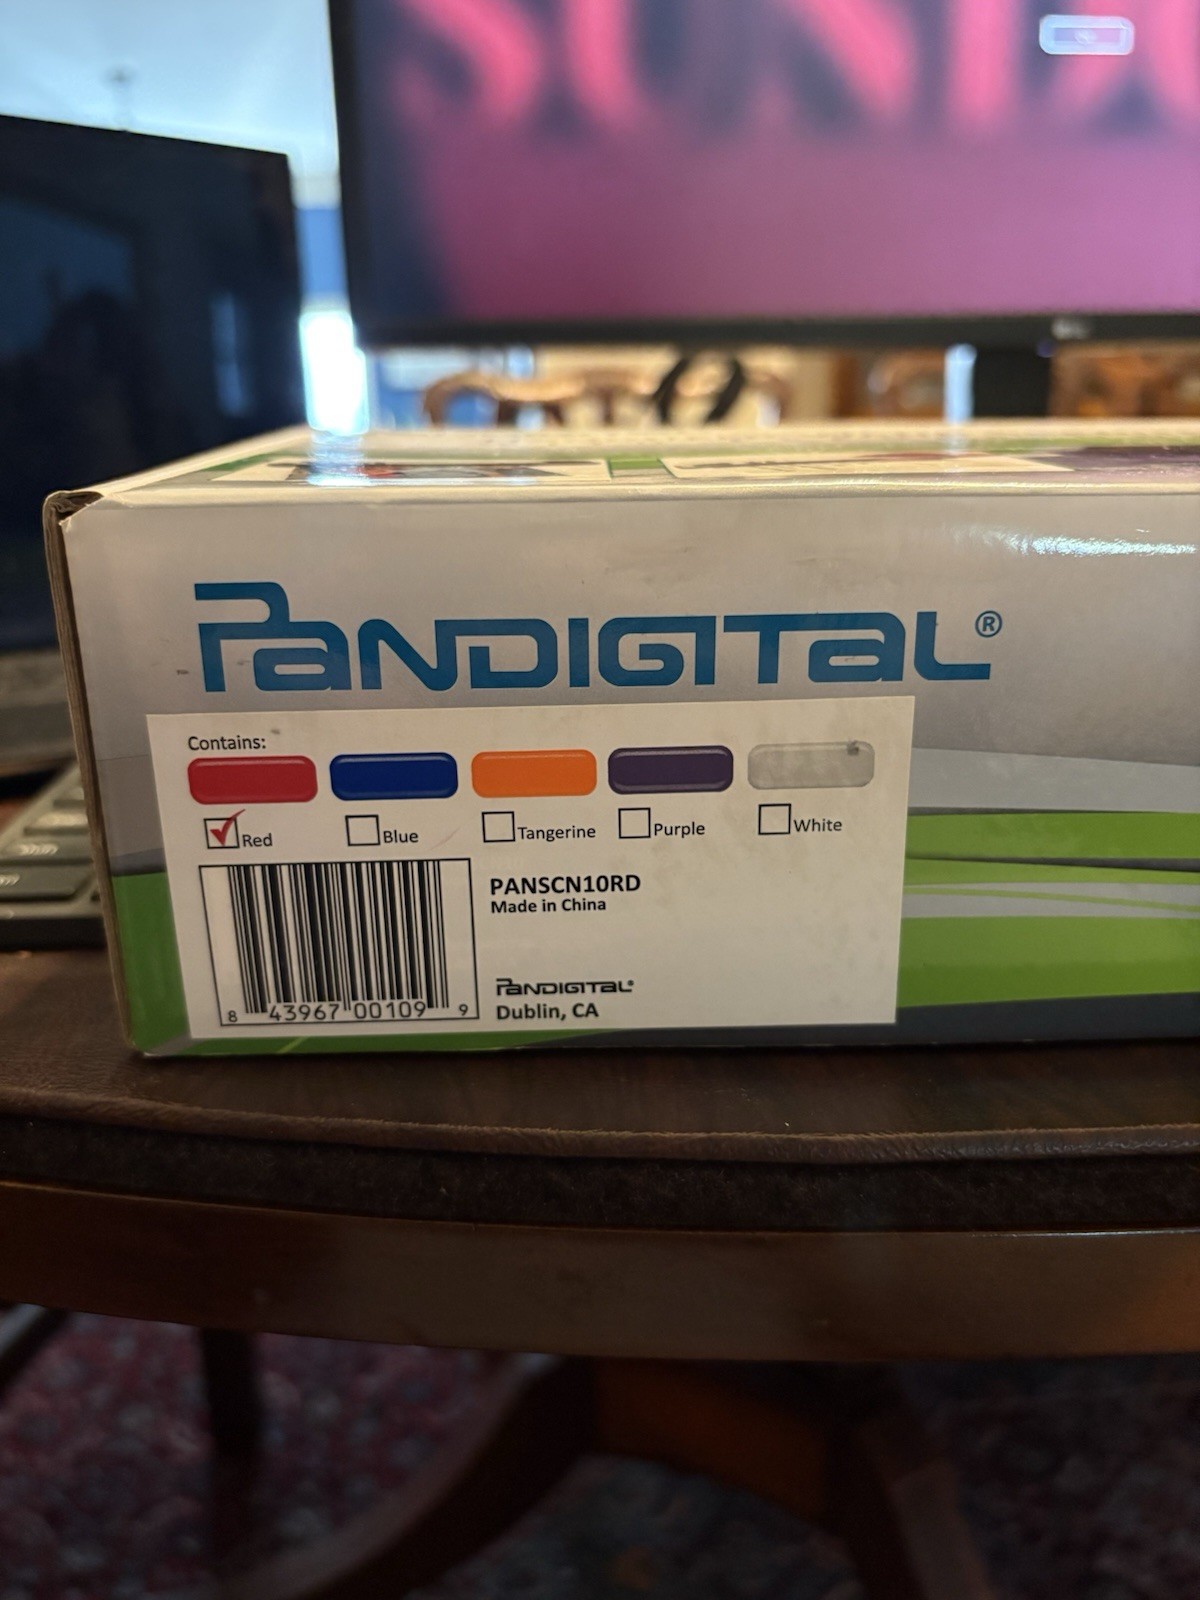 PANDIGITAL®
Contains:
Red Blue Tangerine Purple White
PANSCN10RD
Made in China
8 43967 00109 9
PANDIGITAL®
Dublin, CA